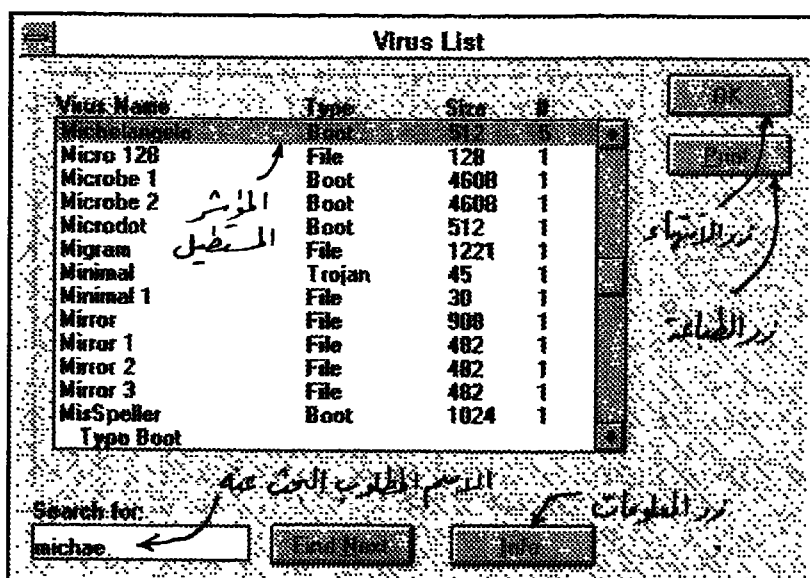 Virus List
Virus Name Type Size #
Michelangelo Boot 512 5
Micro 128 File 128 1
Microbe 1 Boot 4608 1
Microbe 2 Boot 4608 1
Microdot Boot 512 1
Migram File 1221 1
Minimal Trojan 45 1
Minimal 1 File 30 1
Mirror File 908 1
Mirror 1 File 482 1
Mirror 2 File 482 1
Mirror 3 File 482 1
MisSpeller Boot 1024 1
Typo Boot
OK
Print
المؤشر
المستطيل
زر الانتهاء
زر الطباعة
الاسم المطلوب البحث عنه
زر المعلومات
Search for:
michae
Find Next
Info